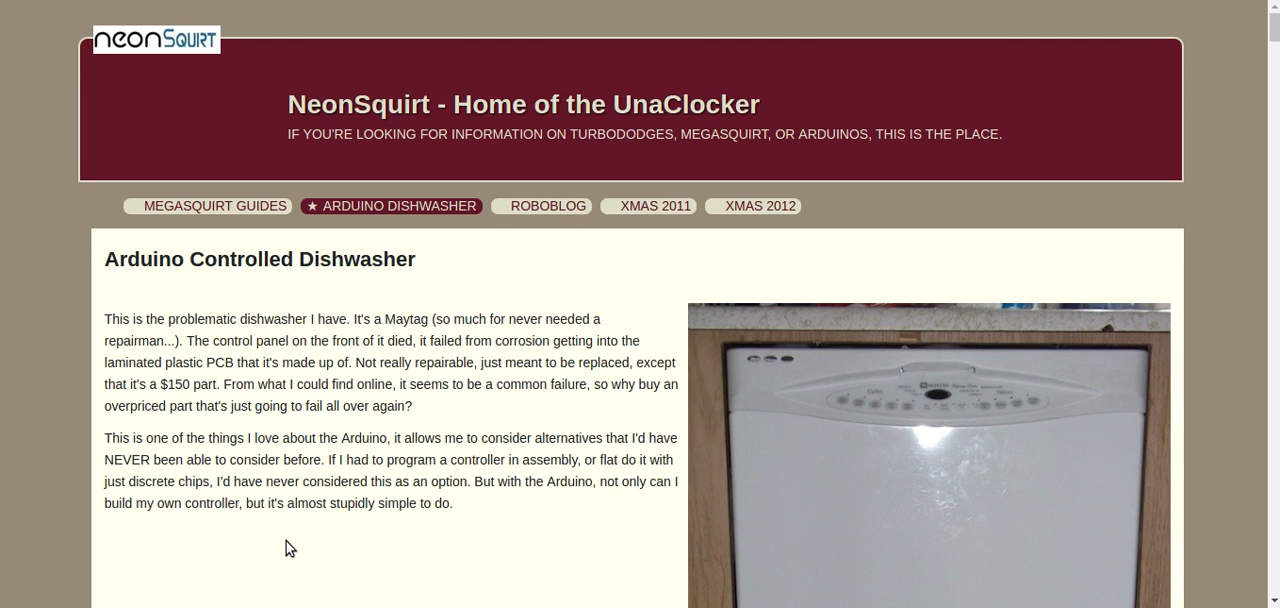 neonSquirt
NeonSquirt - Home of the UnaClocker
IF YOU'RE LOOKING FOR INFORMATION ON TURBODODGES, MEGASQUIRT, OR ARDUINOS, THIS IS THE PLACE.
MEGASQUIRT GUIDES ★ ARDUINO DISHWASHER ROBOBLOG XMAS 2011 XMAS 2012
Arduino Controlled Dishwasher
This is the problematic dishwasher I have. It's a Maytag (so much for never needed a
repairman...). The control panel on the front of it died, it failed from corrosion getting into the
laminated plastic PCB that it's made up of. Not really repairable, just meant to be replaced, except
that it's a $150 part. From what I could find online, it seems to be a common failure, so why buy an
overpriced part that's just going to fail all over again?
This is one of the things I love about the Arduino, it allows me to consider alternatives that I'd have
NEVER been able to consider before. If I had to program a controller in assembly, or flat do it with
just discrete chips, I'd have never considered this as an option. But with the Arduino, not only can I
build my own controller, but it's almost stupidly simple to do.